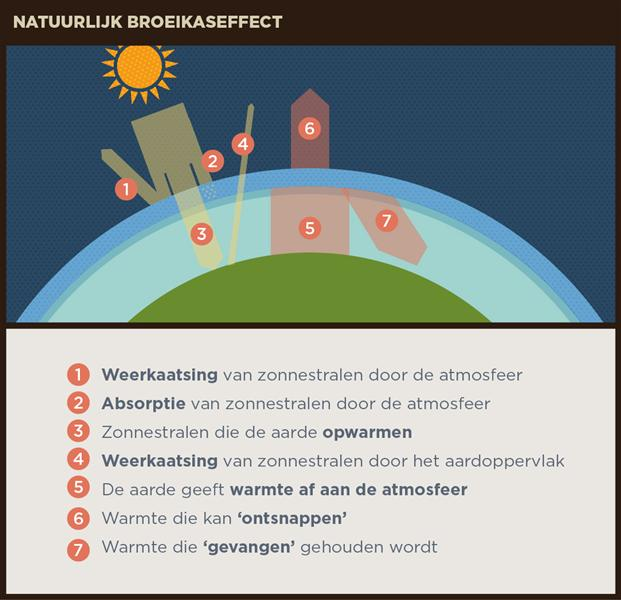 NATUURLIJK BROEIKASEFFECT
1
2
4
6
3
5
7
1 Weerkaatsing van zonnestralen door de atmosfeer
2 Absorptie van zonnestralen door de atmosfeer
3 Zonnestralen die de aarde opwarmen
4 Weerkaatsing van zonnestralen door het aardoppervlak
5 De aarde geeft warmte af aan de atmosfeer
6 Warmte die kan ‘ontsnappen’
7 Warmte die ‘gevangen’ gehouden wordt